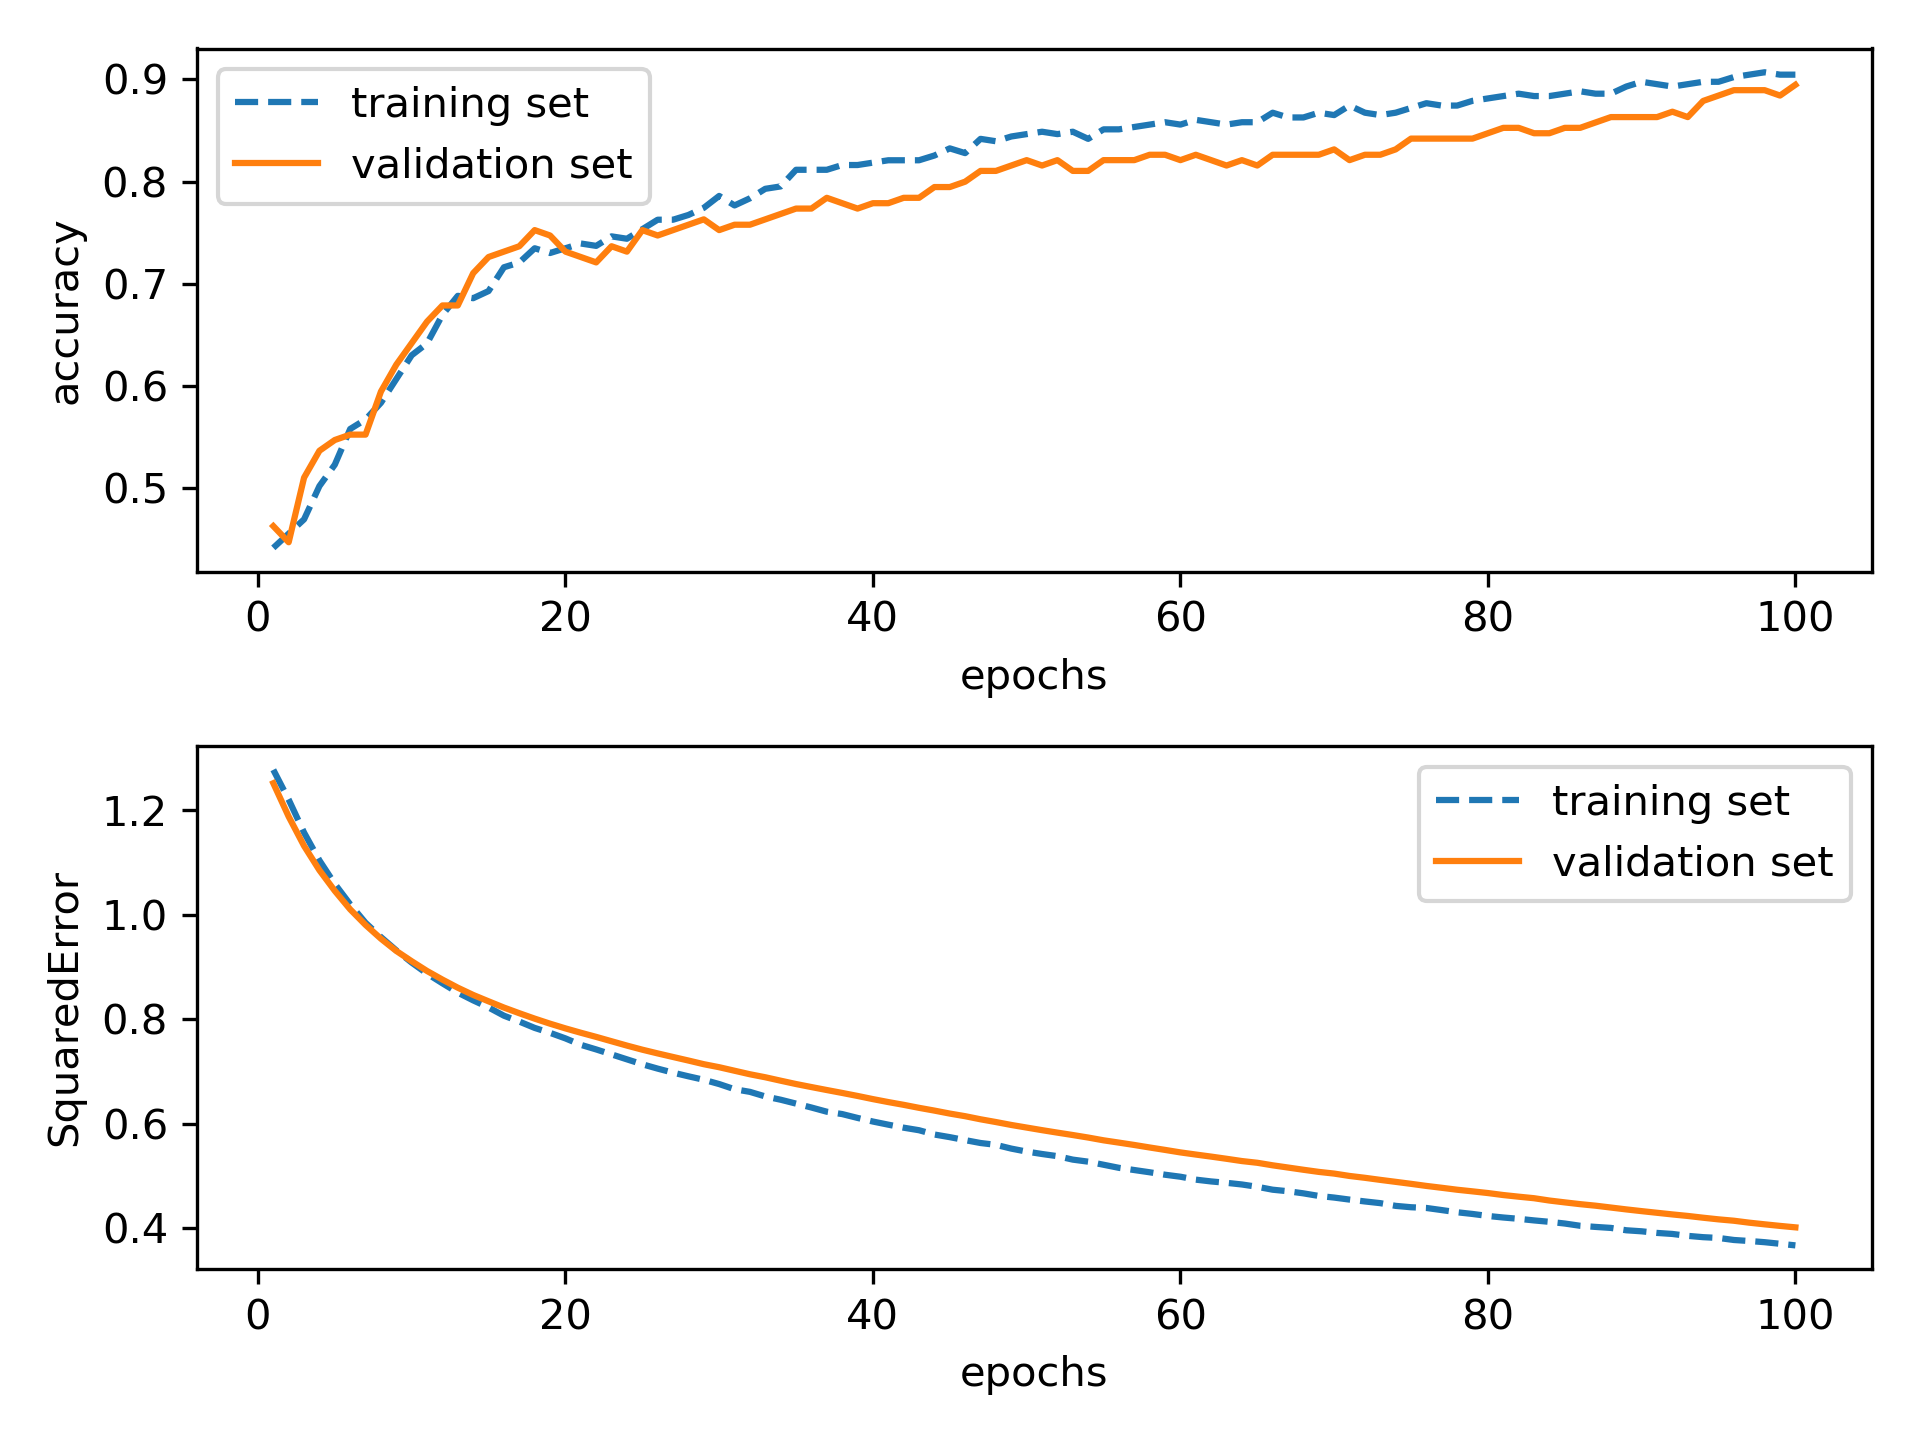 accuracy
0.9
0.8
0.7
0.6
0.5
training set
validation set
0 20 40 60 80 100
epochs
SquaredError
1.2
1.0
0.8
0.6
0.4
training set
validation set
0 20 40 60 80 100
epochs